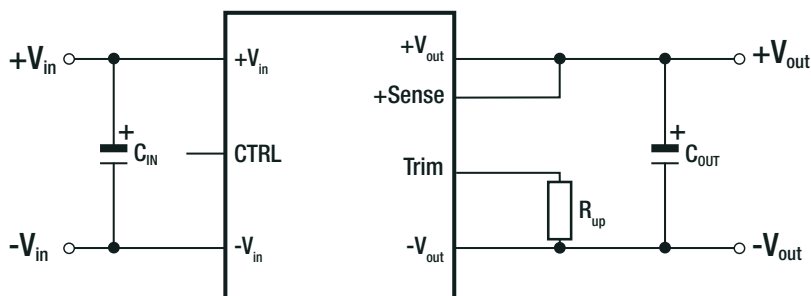 +Vin
+Vin
+Vout
+Vout
+Sense
+
CIN
CTRL
Trim
+
COUT
Rup
-Vin
-Vin
-Vout
-Vout